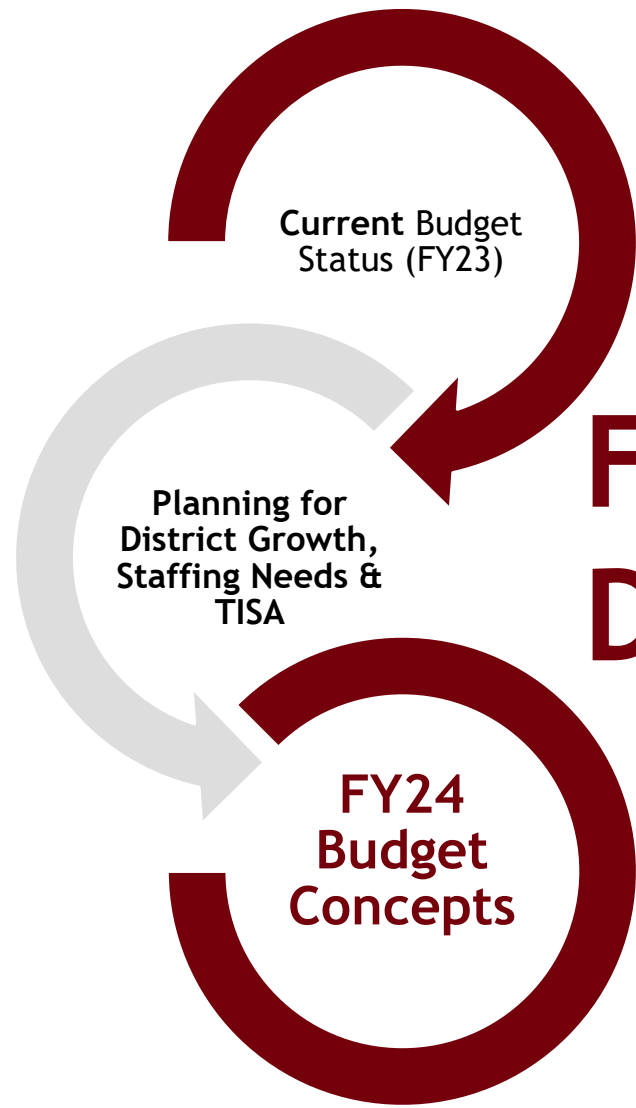 Current Budget
Status (FY23)
F
Planning for
District Growth,
Staffing Needs &
TISA
D
FY24
Budget
Concepts